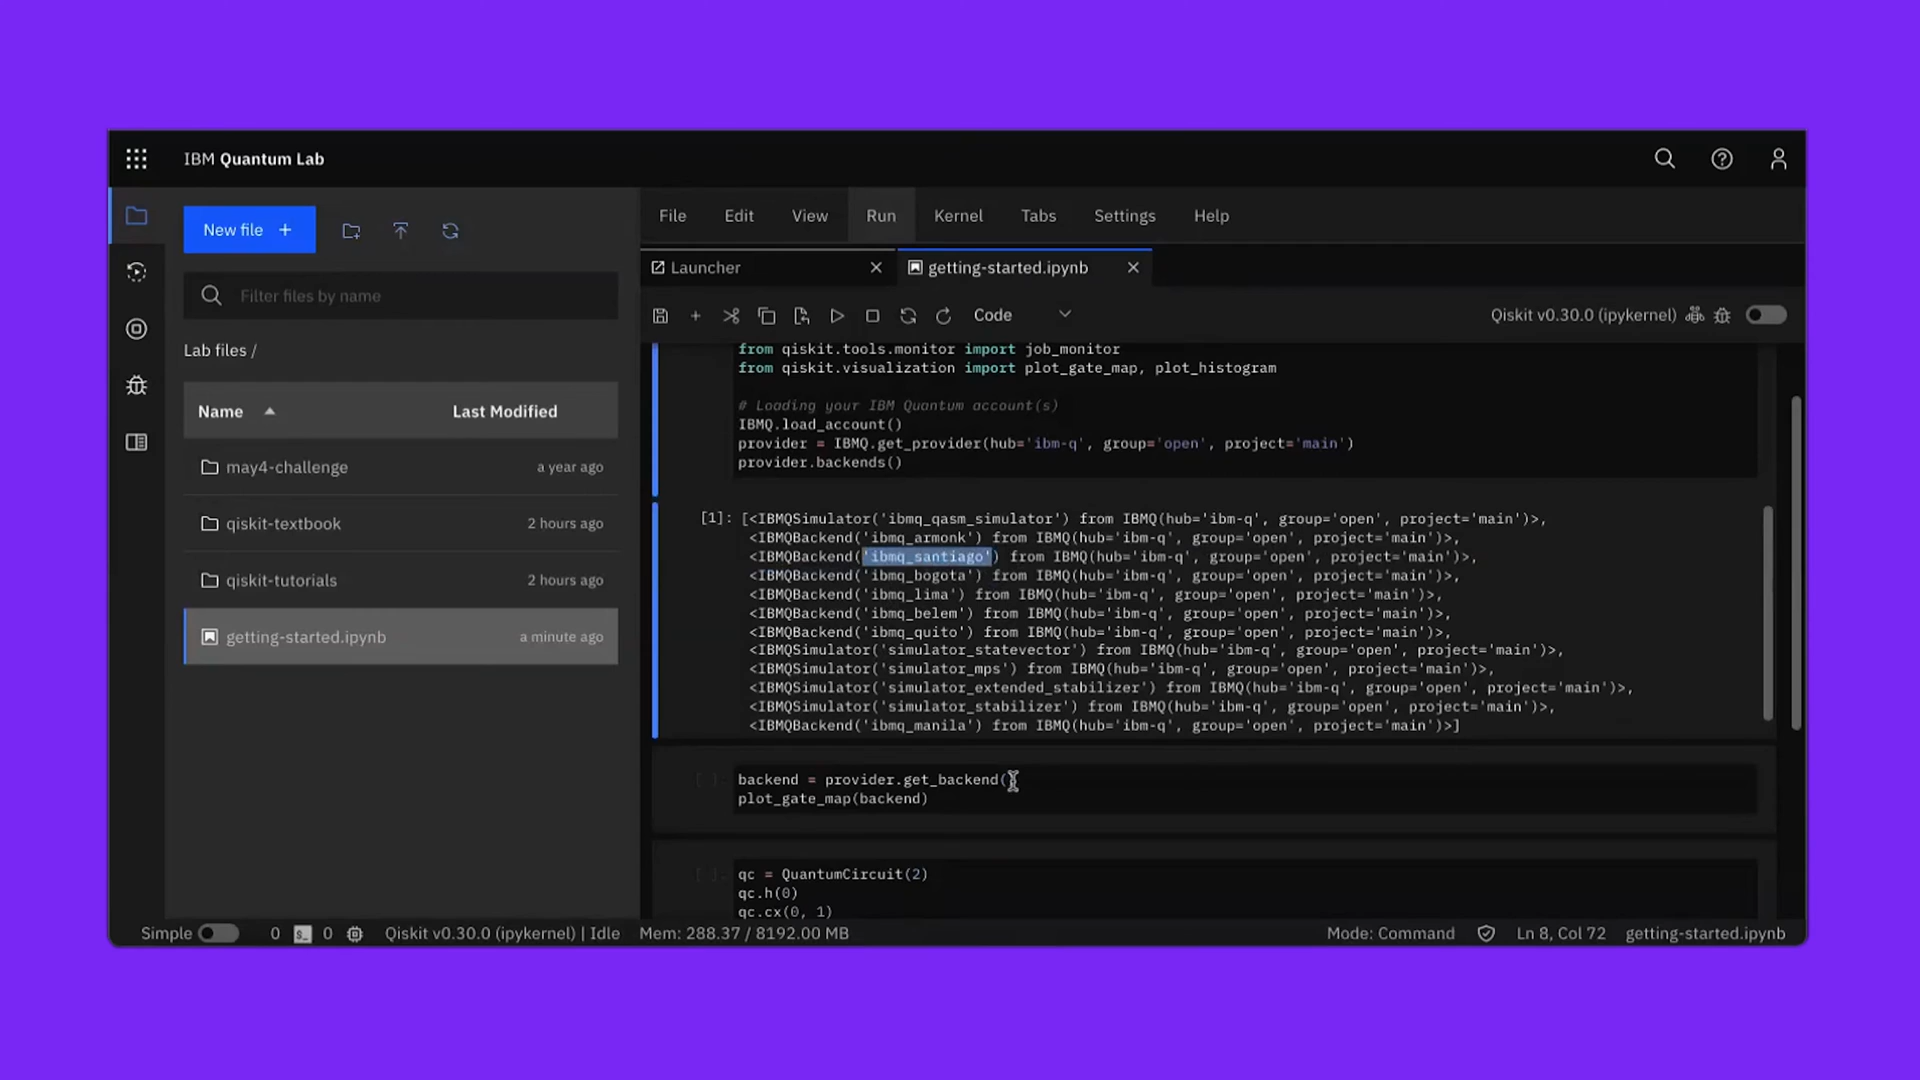 IBM Quantum Lab
New file +
File Edit View Run Kernel Tabs Settings Help
Launcher
getting-started.ipynb
Filter files by name
Code
Qiskit v0.30.0 (ipykernel)
Lab files /
Name Last Modified
may4-challenge a year ago
qiskit-textbook 2 hours ago
qiskit-tutorials 2 hours ago
getting-started.ipynb a minute ago
from qiskit.tools.monitor import job_monitor
from qiskit.visualization import plot_gate_map, plot_histogram
# Loading your IBM Quantum account(s)
IBMQ.load_account()
provider = IBMQ.get_provider(hub='ibm-q', group='open', project='main')
provider.backends()
[1]: [<IBMQSimulator('ibmq_qasm_simulator') from IBMQ(hub='ibm-q', group='open', project='main')>,
<IBMQBackend('ibmq_armonk') from IBMQ(hub='ibm-q', group='open', project='main')>,
<IBMQBackend('ibmq_santiago') from IBMQ(hub='ibm-q', group='open', project='main')>,
<IBMQBackend('ibmq_bogota') from IBMQ(hub='ibm-q', group='open', project='main')>,
<IBMQBackend('ibmq_lima') from IBMQ(hub='ibm-q', group='open', project='main')>,
<IBMQBackend('ibmq_belem') from IBMQ(hub='ibm-q', group='open', project='main')>,
<IBMQBackend('ibmq_quito') from IBMQ(hub='ibm-q', group='open', project='main')>,
<IBMQSimulator('simulator_statevector') from IBMQ(hub='ibm-q', group='open', project='main')>,
<IBMQSimulator('simulator_mps') from IBMQ(hub='ibm-q', group='open', project='main')>,
<IBMQSimulator('simulator_extended_stabilizer') from IBMQ(hub='ibm-q', group='open', project='main')>,
<IBMQSimulator('simulator_stabilizer') from IBMQ(hub='ibm-q', group='open', project='main')>,
<IBMQBackend('ibmq_manila') from IBMQ(hub='ibm-q', group='open', project='main')>]
[ ]: backend = provider.get_backend(
plot_gate_map(backend)
[ ]: qc = QuantumCircuit(2)
qc.h(0)
qc.cx(0, 1)
Simple 0 0 Qiskit v0.30.0 (ipykernel) | Idle Mem: 288.37 / 8192.00 MB Mode: Command Ln 8, Col 72 getting-started.ipynb